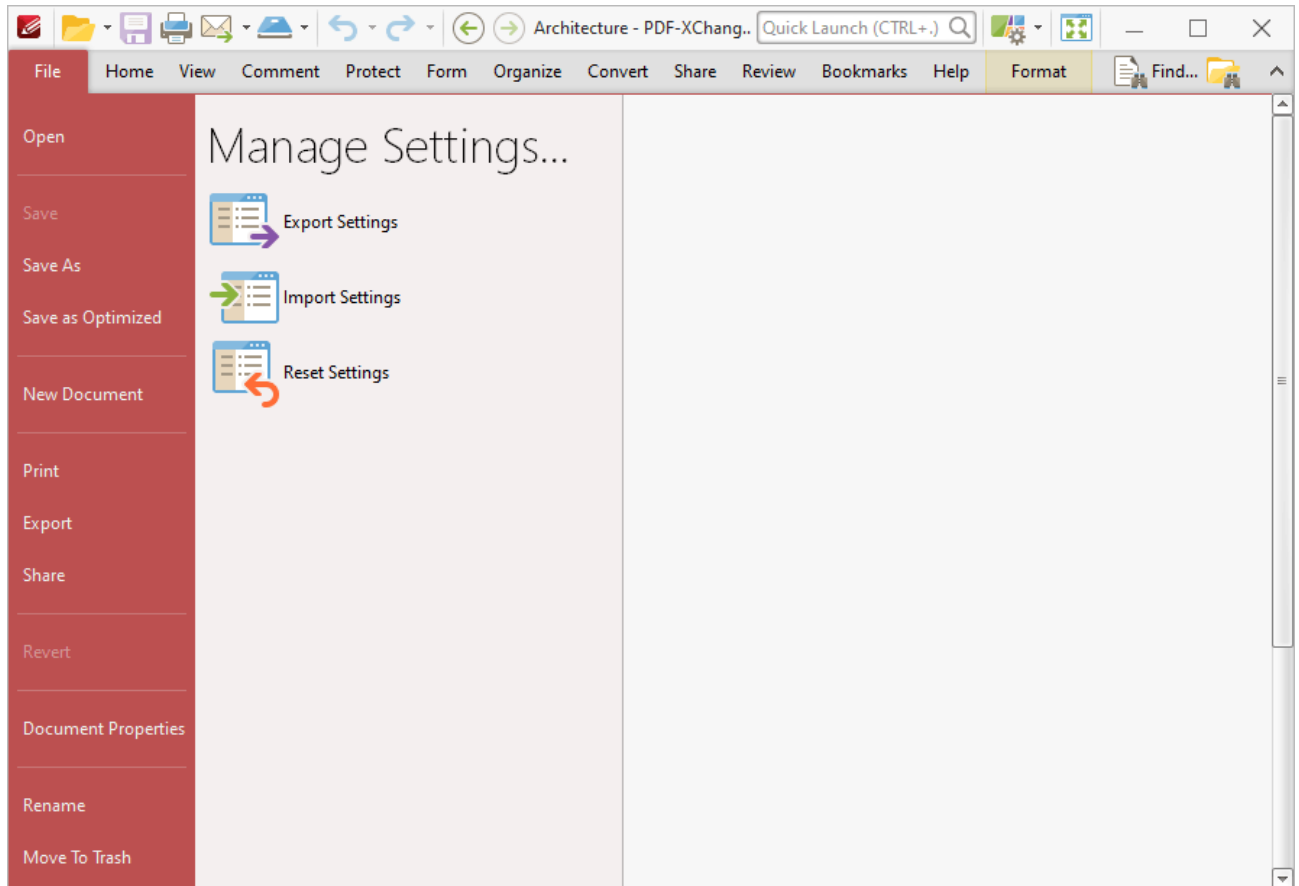 Architecture - PDF-XChang.. Quick Launch (CTRL+.)
File Home View Comment Protect Form Organize Convert Share Review Bookmarks Help Format Find...
Open
Manage Settings...
Save
Export Settings
Save As
Import Settings
Save as Optimized
Reset Settings
New Document
Print
Export
Share
Revert
Document Properties
Rename
Move To Trash